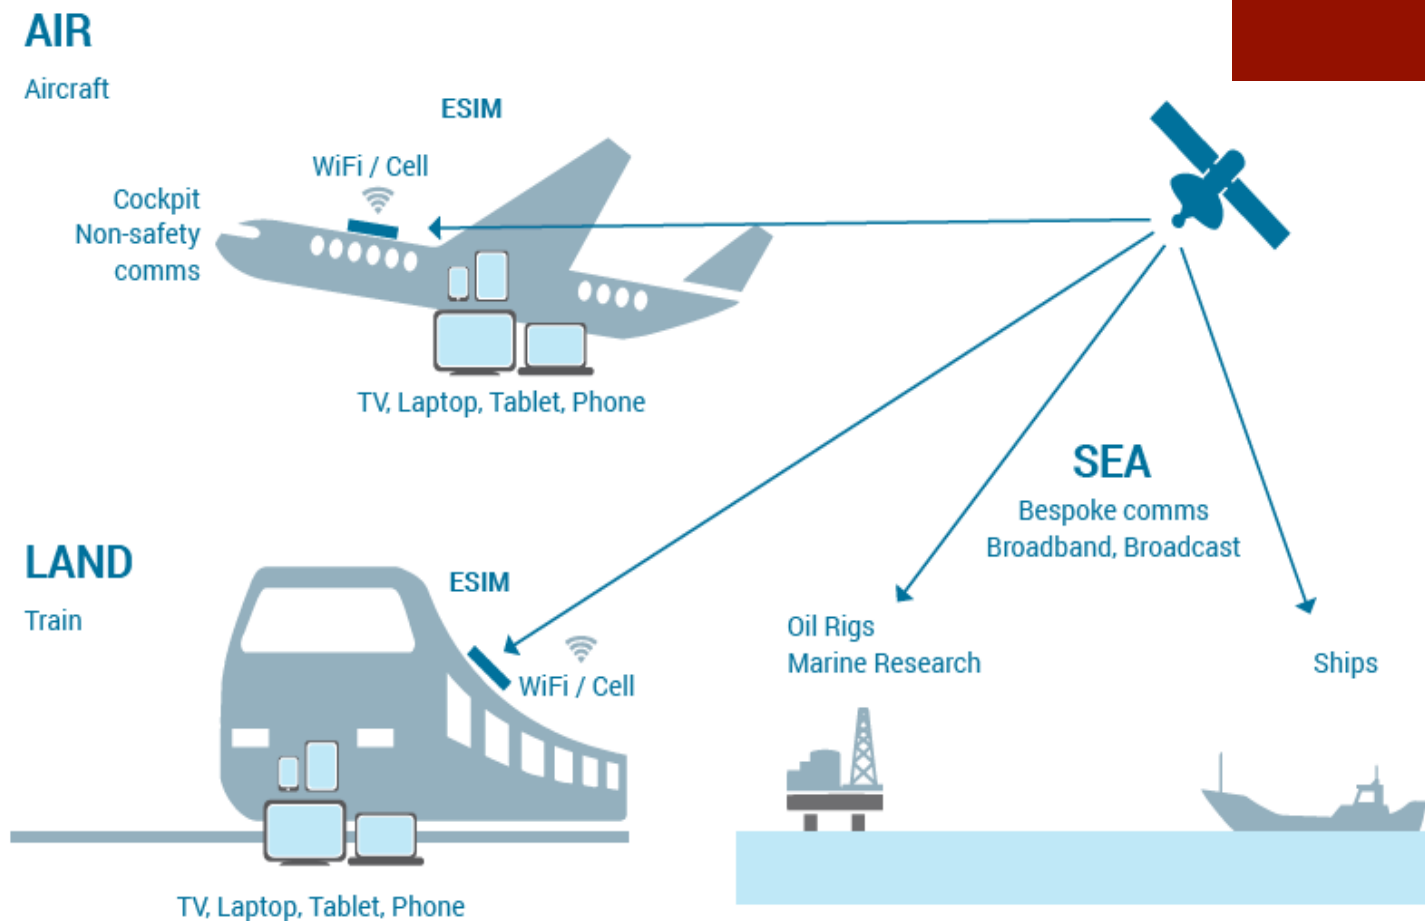 AIR
Aircraft
ESIM
WiFi / Cell
Cockpit
Non-safety
comms
TV, Laptop, Tablet, Phone
SEA
Bespoke comms
Broadband, Broadcast
LAND
Train
ESIM
WiFi / Cell
TV, Laptop, Tablet, Phone
Oil Rigs
Marine Research
Ships